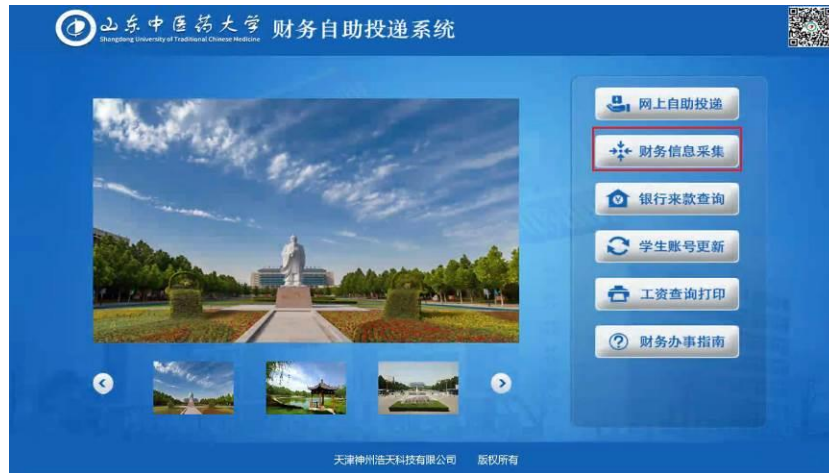 山东中医药大学 财务自助投递系统
Shangdong University of Traditional Chinese Medicine
网上自助投递
财务信息采集
银行来款查询
学生账号更新
工资查询打印
财务办事指南
天津神州浩天科技有限公司 版权所有